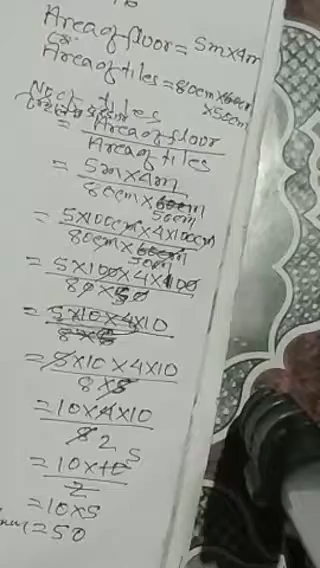 Area of floor = 5m×4m
Area of tiles = 80cm×50cm
No of tiles
= Area of floor
Area of tiles
= 5m×4m
80cm×50cm
= 5×100cm×4×100cm
80cm×50cm
= 5×100×4×100
80×50
= 5×10×4×10
8×5
= 5×10×4×10
8×5
= 10×4×10
8 2
= 10×10 5
2
= 10×5
= 50